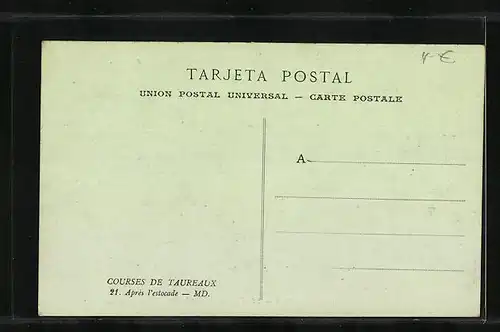 TARJETA POSTAL
UNION POSTAL UNIVERSAL — CARTE POSTALE
A
COURSES DE TAUREAUX
21. Après l'estocade — MD.